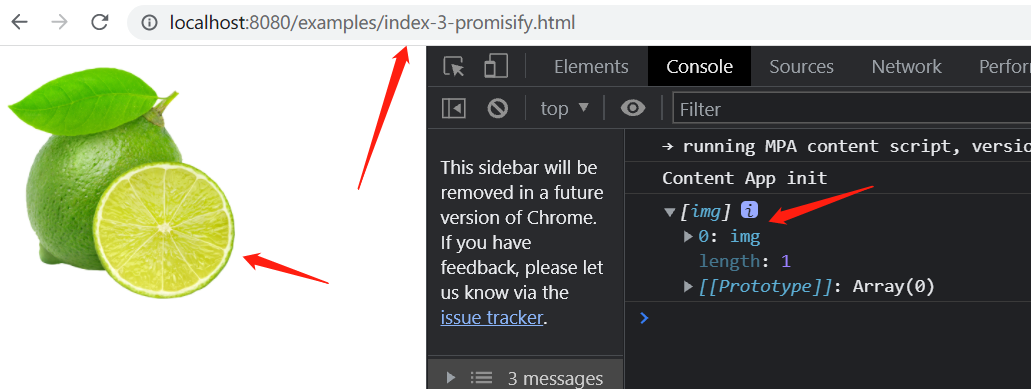 localhost:8080/examples/index-3-promisify.html
Elements Console Sources Network Perfor
top Filter
This sidebar will be
removed in a future
version of Chrome.
If you have
feedback, please let
us know via the
issue tracker.
3 messages
→ running MPA content script, versio
Content App init
[img] i
0: img
length: 1
[[Prototype]]: Array(0)